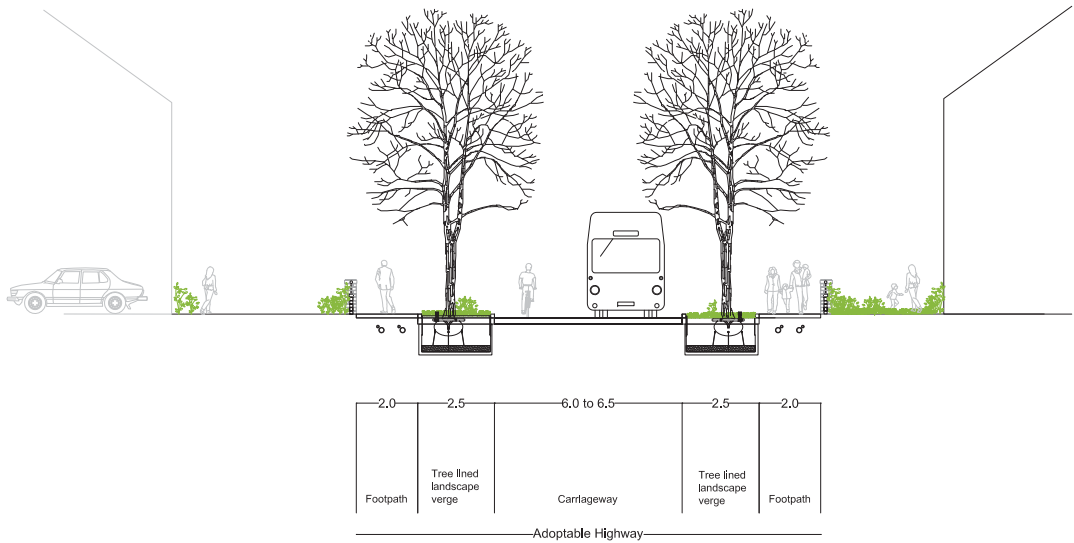 2.0 2.5 6.0 to 6.5 2.5 2.0
Footpath
Tree lined
landscape
verge
Carriageway
Tree lined
landscape
verge
Footpath
Adoptable Highway